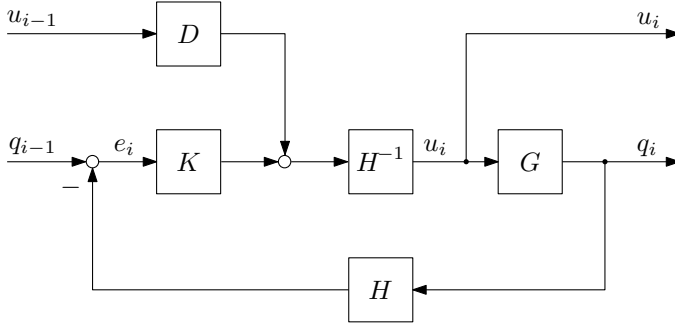 u_{i−1} D u_i
q_{i−1} e_i K H^{−1} u_i G q_i
−
H